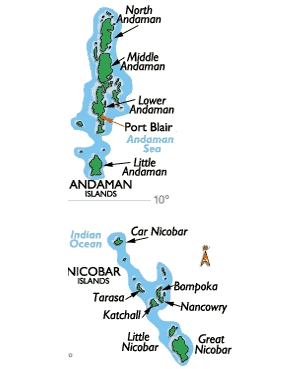 North
Andaman
Middle
Andaman
Lower
Andaman
Port Blair
Andaman
Sea
Little
Andaman
ANDAMAN
ISLANDS
10°
Indian
Ocean
Car Nicobar
NICOBAR
ISLANDS
Bompoka
Tarasa
Nancowry
Katchall
Little
Nicobar
Great
Nicobar